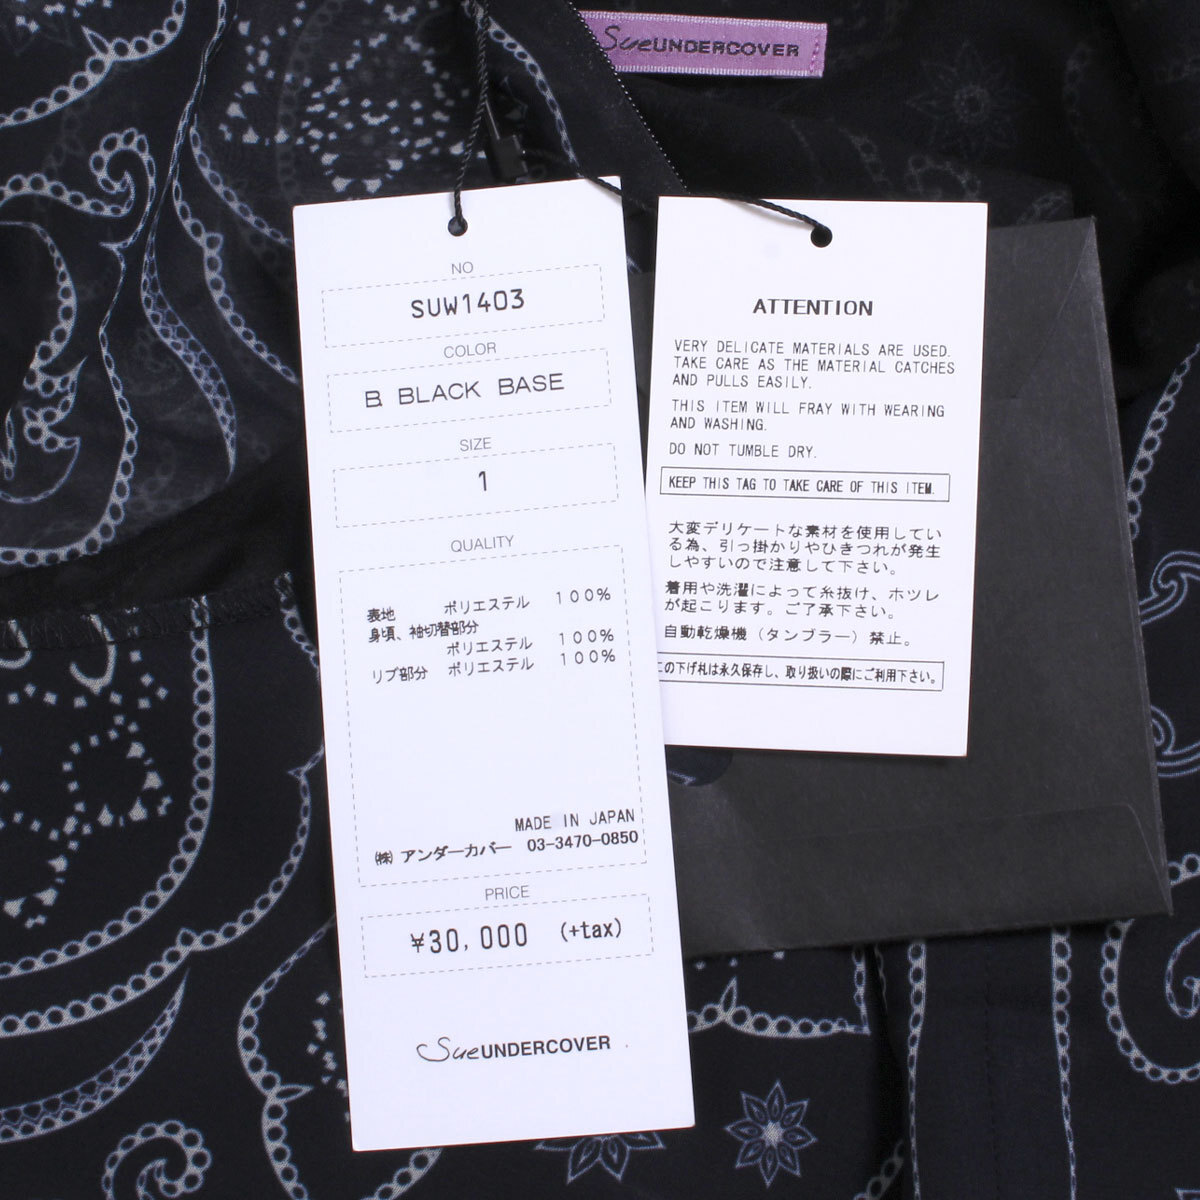 SueUNDERCOVER
NO
SUW1403
COLOR
B. BLACK BASE
SIZE
1
QUALITY
表地 ポリエステル 100%
身頃、袖切替部分
ポリエステル 100%
リブ部分 ポリエステル 100%
MADE IN JAPAN
㈱ アンダーカバー 03-3470-0850
PRICE
¥30,000 (+tax)
SueUNDERCOVER
ATTENTION
VERY DELICATE MATERIALS ARE USED.
TAKE CARE AS THE MATERIAL CATCHES
AND PULLS EASILY.
THIS ITEM WILL FRAY WITH WEARING
AND WASHING.
DO NOT TUMBLE DRY.
KEEP THIS TAG TO TAKE CARE OF THIS ITEM.
大変デリケートな素材を使用してい
る為、引っ掛かりやひきつれが発生
しやすいので注意して下さい。
着用や洗濯によって糸抜け、ホツレ
が起こります。ご了承下さい。
自動乾燥機（タンブラー）禁止。
この下げ札は永久保存し、取り扱いの際にご利用下さい。